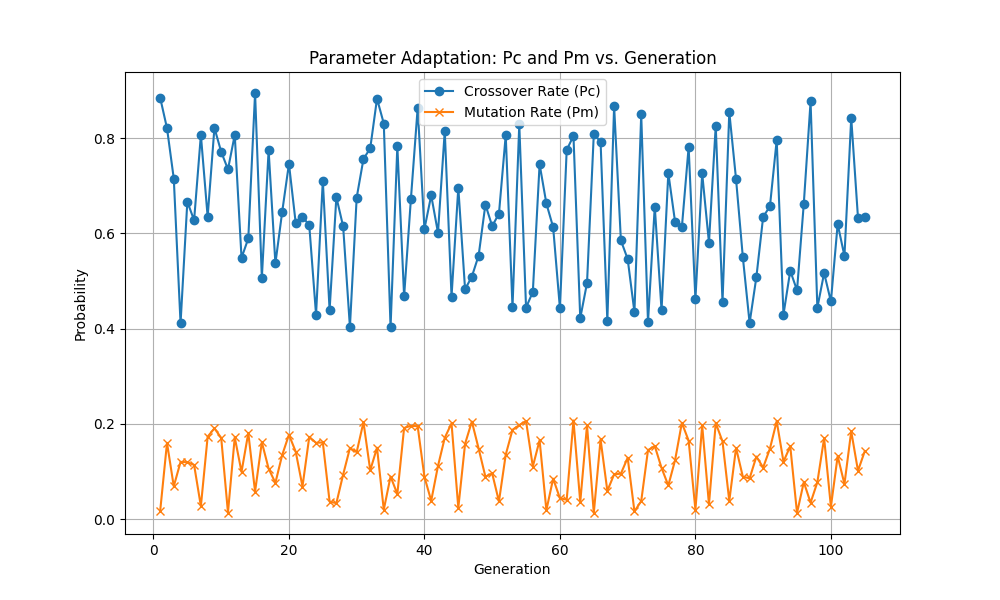 Parameter Adaptation: Pc and Pm vs. Generation
Crossover Rate (Pc)
Mutation Rate (Pm)
Probability
0.8
0.6
0.4
0.2
0.0
0 20 40 60 80 100
Generation